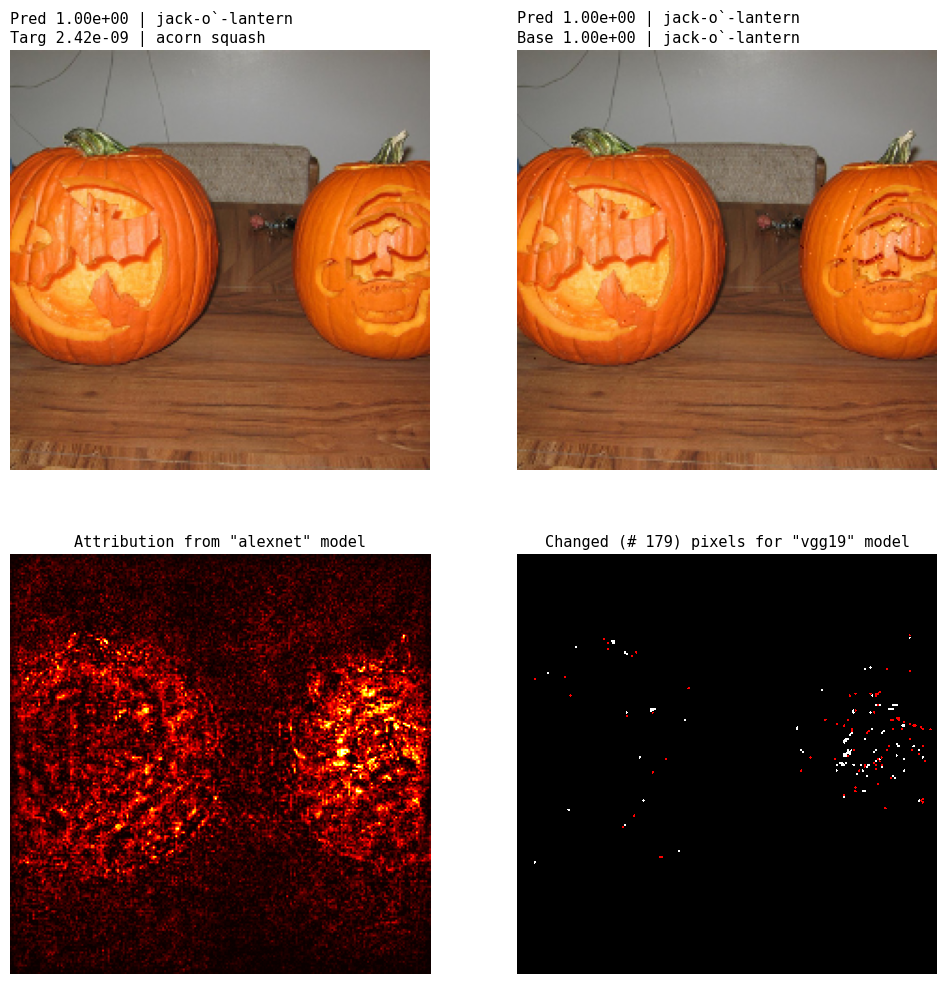 Pred 1.00e+00 | jack-o`-lantern
Targ 2.42e-09 | acorn squash
Pred 1.00e+00 | jack-o`-lantern
Base 1.00e+00 | jack-o`-lantern
Attribution from "alexnet" model
Changed (# 179) pixels for "vgg19" model